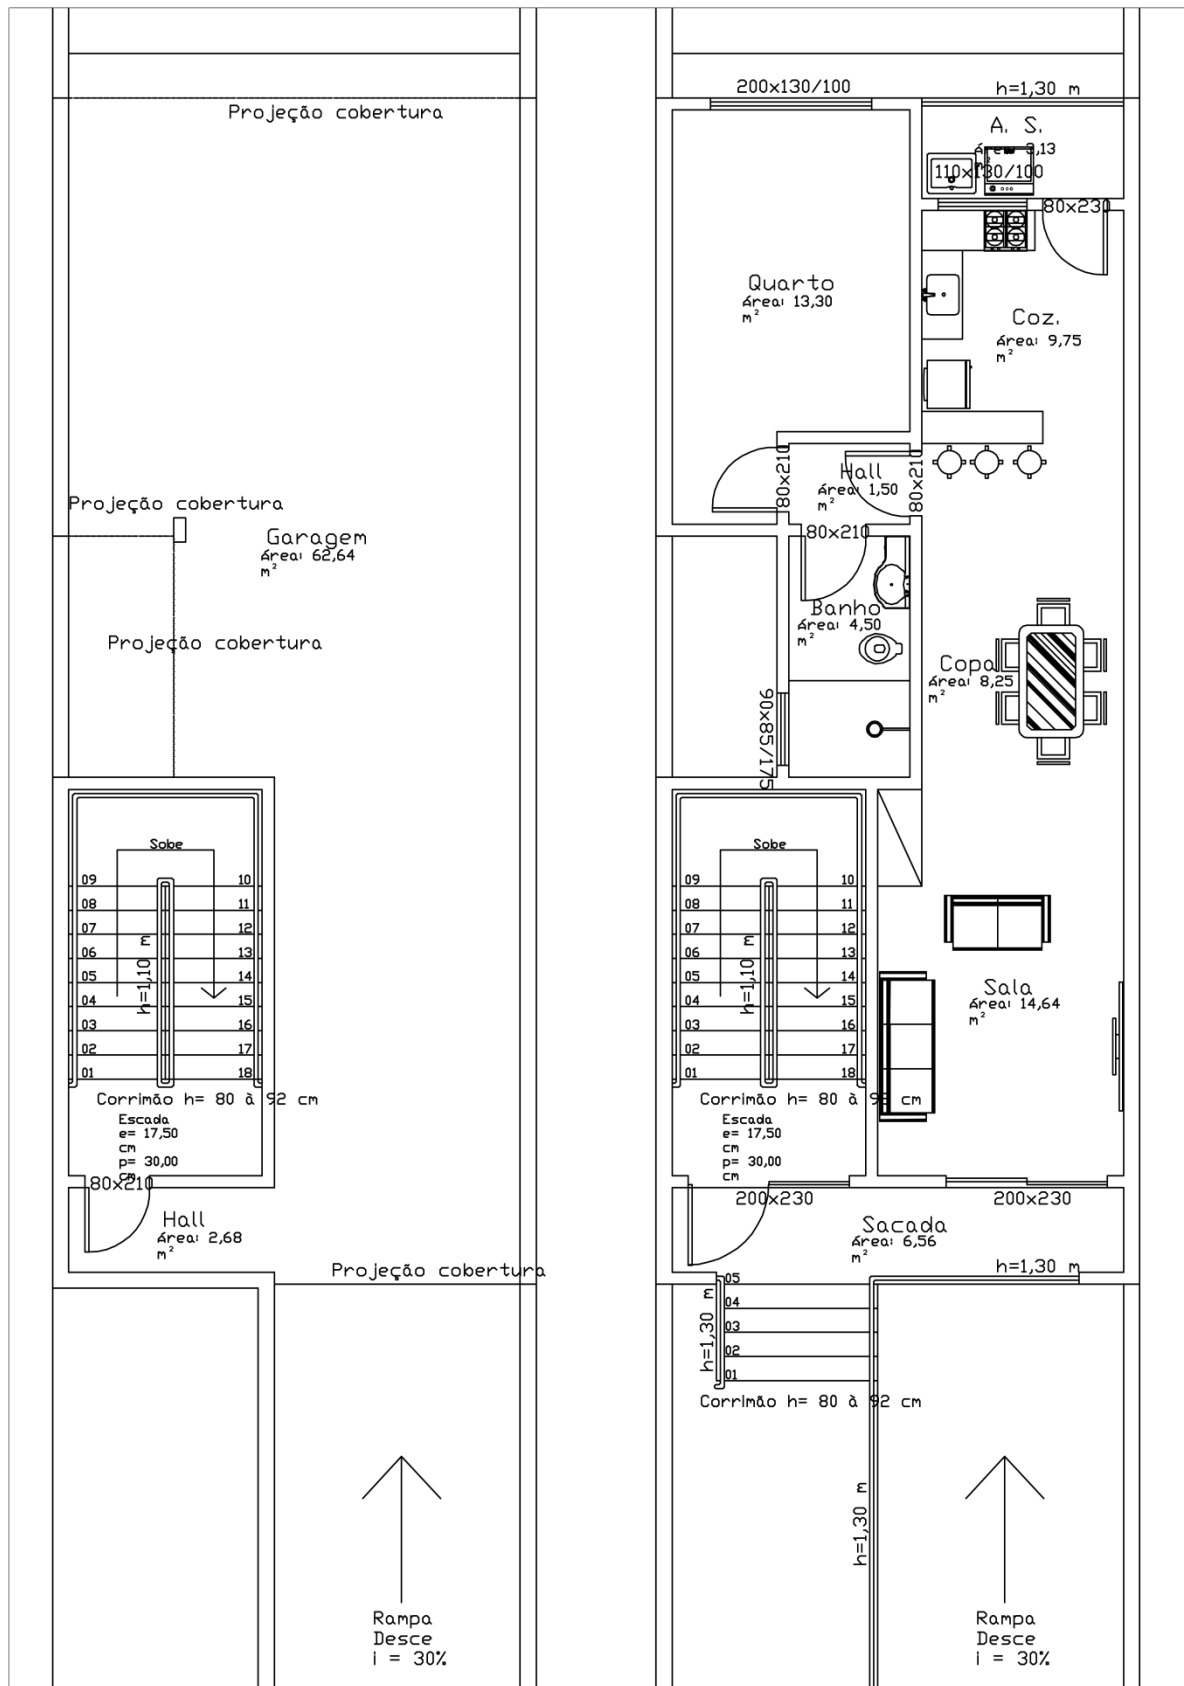 Projeção cobertura
Projeção cobertura
Garagem
Área: 62,64
m²
Projeção cobertura
Sobe
09
10
08
11
07
12
06
13
05
14
04
15
03
16
02
17
01
18
h=1,10 m
Corrimão h= 80 à 92 cm
Escada
e= 17,50
cm
p= 30,00
cm
80x210
Hall
Área: 2,68
m²
Projeção cobertura
Rampa
Desce
i = 30%
200x130/100
h=1,30 m
A. S.
Área: 3,13
m²
110x130/100
80x230
Quarto
Área: 13,30
m²
Coz.
Área: 9,75
m²
80x210
Hall
Área: 1,50
m²
80x210
80x210
Banho
Área: 4,50
m²
Copa
Área: 8,25
m²
90x85/175
Sobe
09
10
08
11
07
12
06
13
05
14
04
15
03
16
02
17
01
18
h=1,10 m
Corrimão h= 80 à 92 cm
Escada
e= 17,50
cm
p= 30,00
cm
Sala
Área: 14,64
m²
200x230
200x230
Sacada
Área: 6,56
m²
h=1,30 m
05
04
03
02
01
h=1,30 m
Corrimão h= 80 à 92 cm
h=1,30 m
Rampa
Desce
i = 30%